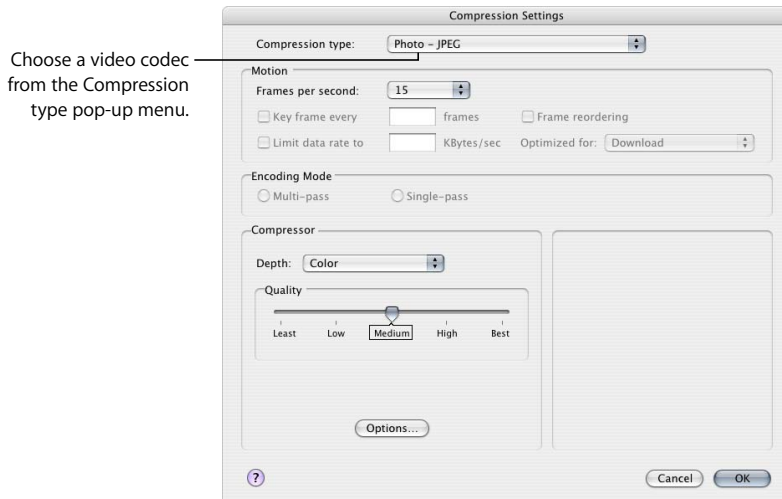 Compression Settings
Choose a video codec
from the Compression
type pop-up menu.
Compression type: Photo – JPEG
Motion
Frames per second: 15
Key frame every frames Frame reordering
Limit data rate to KBytes/sec Optimized for: Download
Encoding Mode
Multi-pass Single-pass
Compressor
Depth: Color
Quality
Least Low Medium High Best
Options...
? Cancel OK